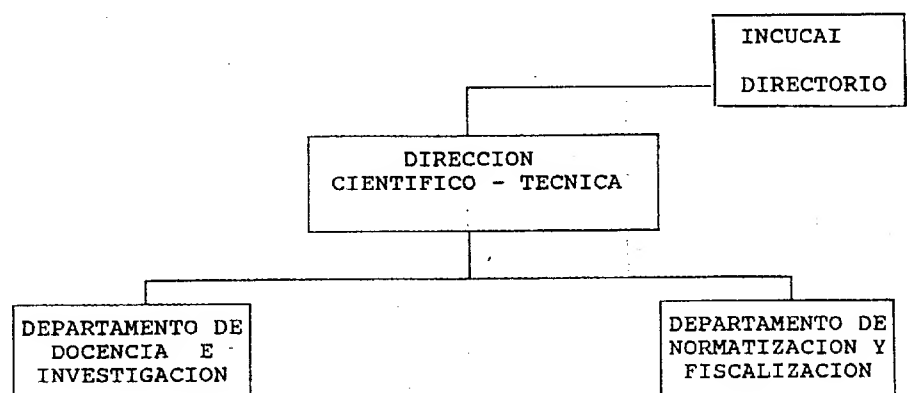 INCUCAI
DIRECTORIO
DIRECCION
CIENTIFICO - TECNICA
DEPARTAMENTO DE
DOCENCIA E
INVESTIGACION
DEPARTAMENTO DE
NORMATIZACION Y
FISCALIZACION